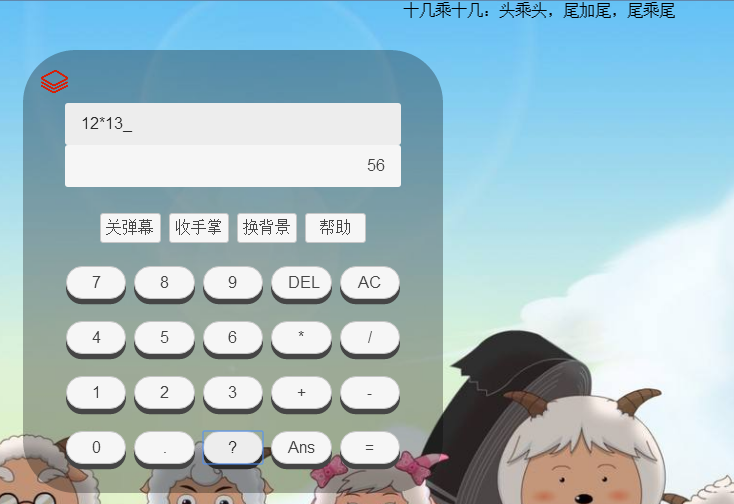 十几乘十几：头乘头，尾加尾，尾乘尾
12*13_
56
关弹幕 收手掌 换背景 帮助
7 8 9 DEL AC
4 5 6 * /
1 2 3 + -
0 . ? Ans =